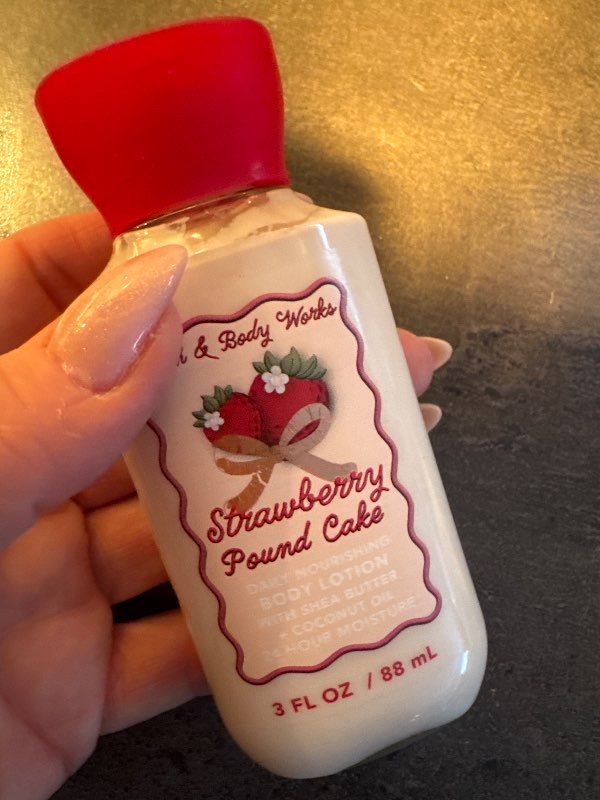 & Body Works
Strawberry
Pound Cake
DAILY NOURISHING
BODY LOTION
WITH SHEA BUTTER
+ COCONUT OIL
24 HOUR MOISTURE
3 FL OZ / 88 mL